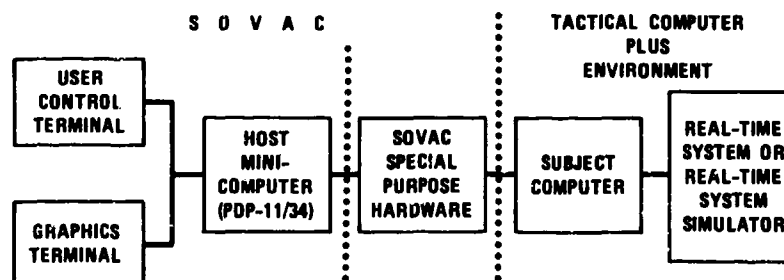 S O V A C
TACTICAL COMPUTER
PLUS
ENVIRONMENT
USER
CONTROL
TERMINAL
GRAPHICS
TERMINAL
HOST
MINI-
COMPUTER
(PDP-11/34)
SOVAC
SPECIAL
PURPOSE
HARDWARE
SUBJECT
COMPUTER
REAL-TIME
SYSTEM OR
REAL-TIME
SYSTEM
SIMULATOR